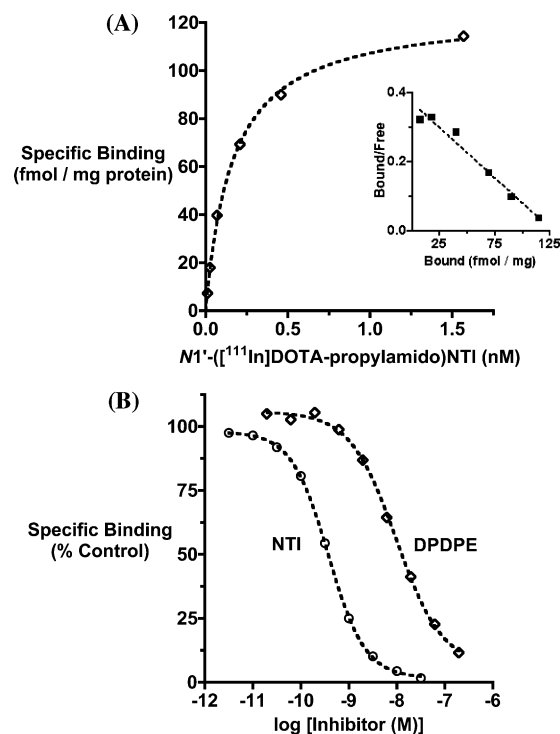 (A)
120
100
80
60
40
20
0
Specific Binding
(fmol / mg protein)
0.0 0.5 1.0 1.5
N1'-([¹¹¹In]DOTA-propylamido)NTI (nM)
0.4
0.2
0.0
Bound/Free
25 75 125
Bound (fmol / mg)
(B)
100
75
50
25
0
Specific Binding
(% Control)
NTI
DPDPE
-12 -11 -10 -9 -8 -7 -6
log [Inhibitor (M)]